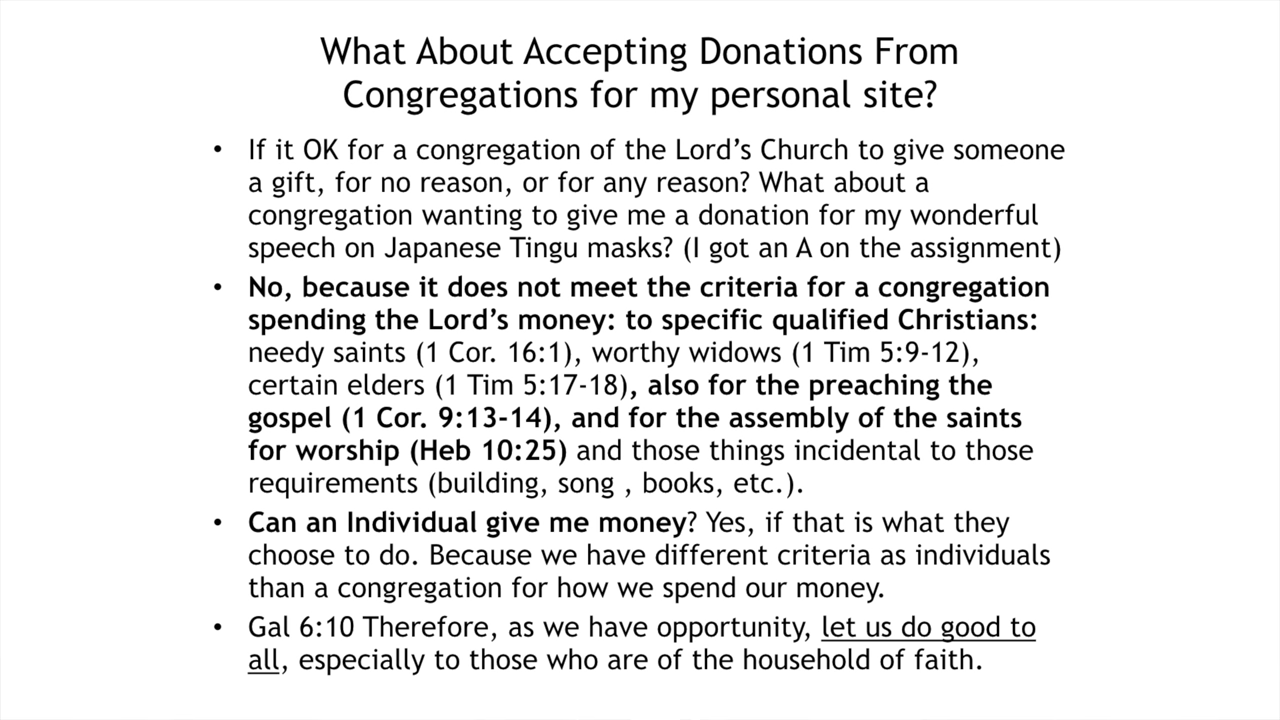 What About Accepting Donations From
Congregations for my personal site?
• If it OK for a congregation of the Lord’s Church to give someone
a gift, for no reason, or for any reason? What about a
congregation wanting to give me a donation for my wonderful
speech on Japanese Tingu masks? (I got an A on the assignment)
• No, because it does not meet the criteria for a congregation
spending the Lord’s money: to specific qualified Christians:
needy saints (1 Cor. 16:1), worthy widows (1 Tim 5:9-12),
certain elders (1 Tim 5:17-18), also for the preaching the
gospel (1 Cor. 9:13-14), and for the assembly of the saints
for worship (Heb 10:25) and those things incidental to those
requirements (building, song , books, etc.).
• Can an Individual give me money? Yes, if that is what they
choose to do. Because we have different criteria as individuals
than a congregation for how we spend our money.
• Gal 6:10 Therefore, as we have opportunity, let us do good to
all, especially to those who are of the household of faith.